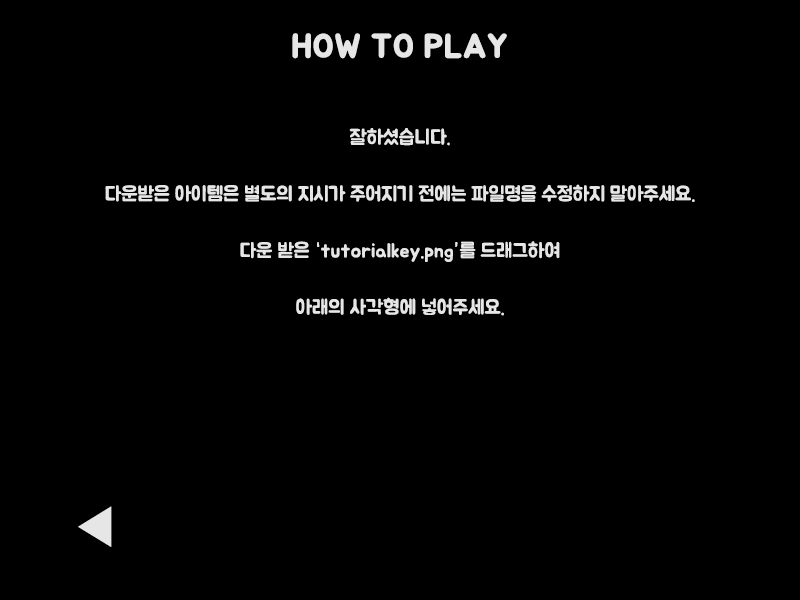 HOW TO PLAY
잘하셨습니다.
다운받은 아이템은 별도의 지시가 주어지기 전에는 파일명을 수정하지 말아주세요.
다운 받은 'tutorialkey.png'를 드래그하여
아래의 사각형에 넣어주세요.